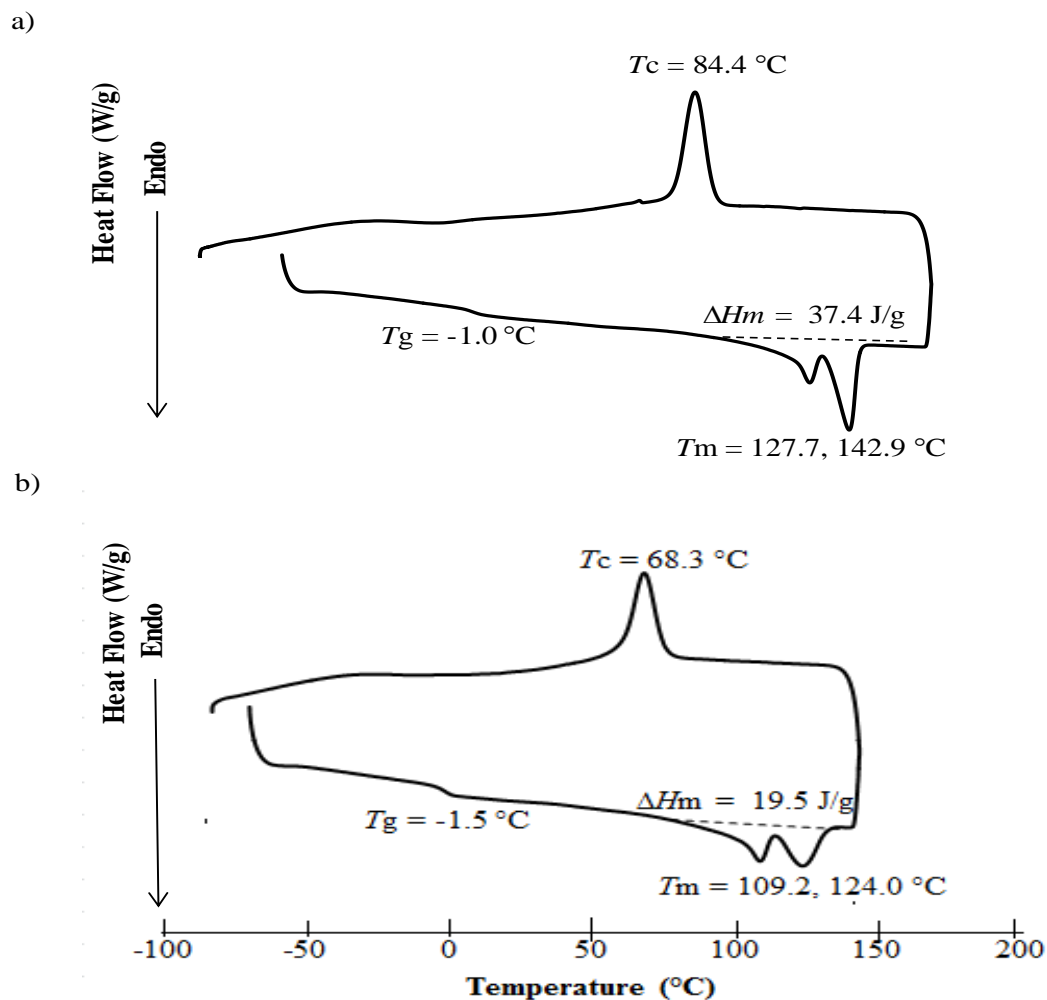 a)
Tc = 84.4 °C
Heat Flow (W/g)
Endo
ΔHm = 37.4 J/g
Tg = -1.0 °C
Tm = 127.7, 142.9 °C
b)
Tc = 68.3 °C
Heat Flow (W/g)
Endo
ΔHm = 19.5 J/g
Tg = -1.5 °C
Tm = 109.2, 124.0 °C
-100 -50 0 50 100 150 200
Temperature (°C)